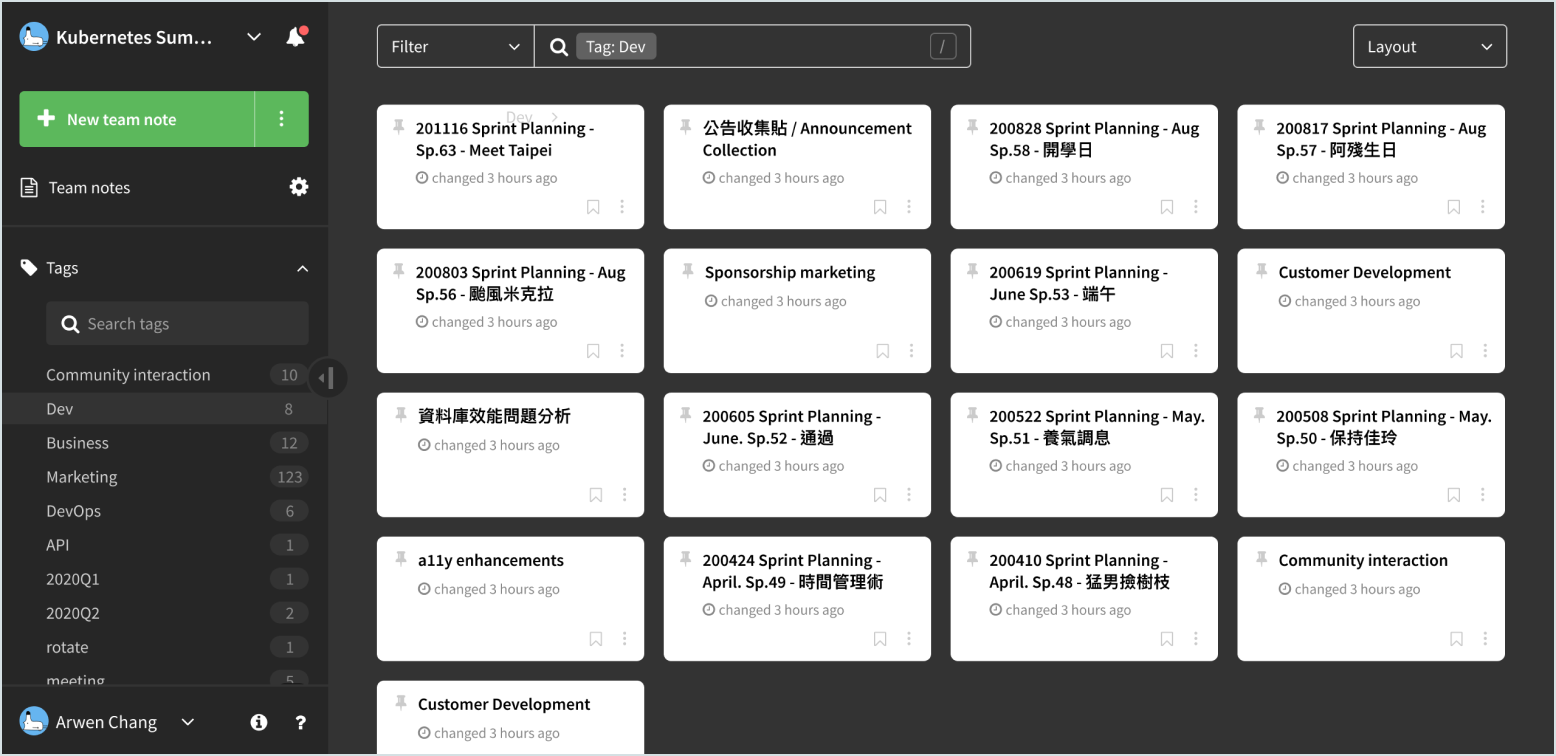 Kubernetes Sum...
New team note
Team notes
Tags
Search tags
Community interaction 10
Dev 8
Business 12
Marketing 123
DevOps 6
API 1
2020Q1 1
2020Q2 2
rotate 1
meeting 5
Arwen Chang
Filter
Tag: Dev
/
Layout
Dev
201116 Sprint Planning -
Sp.63 - Meet Taipei
changed 3 hours ago
公告收集貼 / Announcement
Collection
changed 3 hours ago
200828 Sprint Planning - Aug
Sp.58 - 開學日
changed 3 hours ago
200817 Sprint Planning - Aug
Sp.57 - 阿殘生日
changed 3 hours ago
200803 Sprint Planning - Aug
Sp.56 - 颱風米克拉
changed 3 hours ago
Sponsorship marketing
changed 3 hours ago
200619 Sprint Planning -
June Sp.53 - 端午
changed 3 hours ago
Customer Development
changed 3 hours ago
資料庫效能問題分析
changed 3 hours ago
200605 Sprint Planning -
June. Sp.52 - 通過
changed 3 hours ago
200522 Sprint Planning - May.
Sp.51 - 養氣調息
changed 3 hours ago
200508 Sprint Planning - May.
Sp.50 - 保持佳玲
changed 3 hours ago
a11y enhancements
changed 3 hours ago
200424 Sprint Planning -
April. Sp.49 - 時間管理術
changed 3 hours ago
200410 Sprint Planning -
April. Sp.48 - 猛男撿樹枝
changed 3 hours ago
Community interaction
changed 3 hours ago
Customer Development
changed 3 hours ago